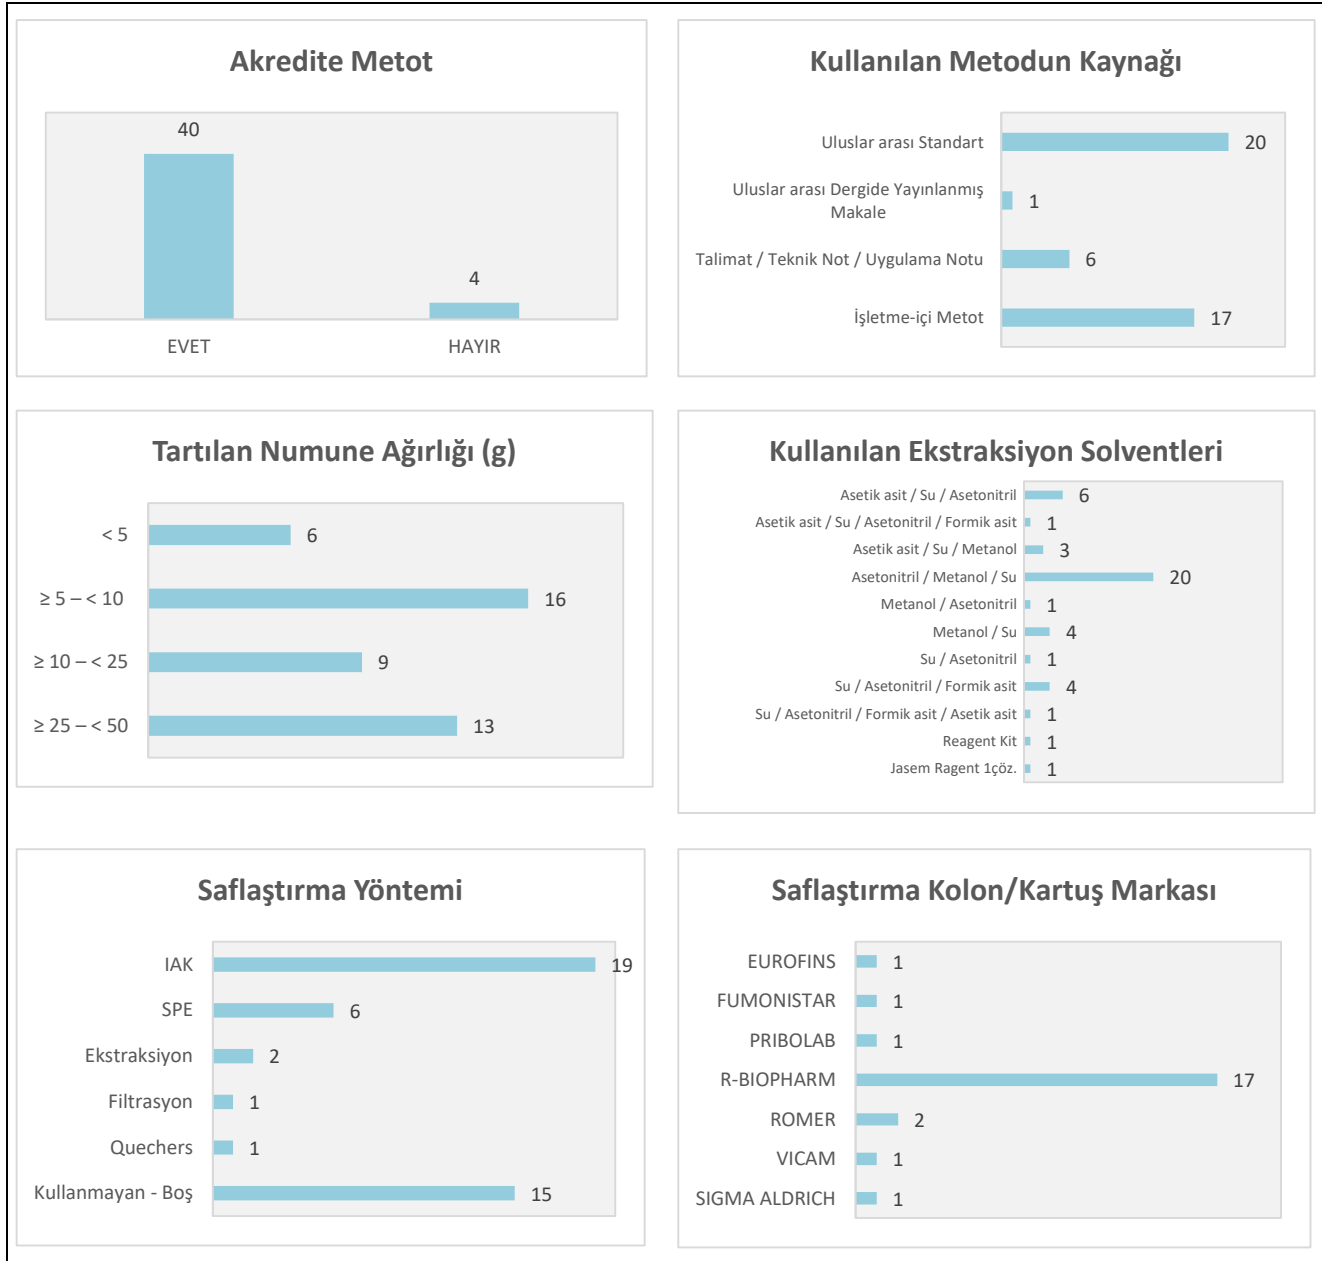 Akredite Metot
40
4
EVET
HAYIR
Kullanılan Metodun Kaynağı
Uluslar arası Standart
20
Uluslar arası Dergide Yayınlanmış
Makale
1
Talimat / Teknik Not / Uygulama Notu
6
İşletme-içi Metot
17
Tartılan Numune Ağırlığı (g)
< 5
6
≥ 5 – < 10
16
≥ 10 – < 25
9
≥ 25 – < 50
13
Kullanılan Ekstraksiyon Solventleri
Asetik asit / Su / Asetonitril
6
Asetik asit / Su / Asetonitril / Formik asit
1
Asetik asit / Su / Metanol
3
Asetonitril / Metanol / Su
20
Metanol / Asetonitril
1
Metanol / Su
4
Su / Asetonitril
1
Su / Asetonitril / Formik asit
4
Su / Asetonitril / Formik asit / Asetik asit
1
Reagent Kit
1
Jasem Ragent 1çöz.
1
Saflaştırma Yöntemi
IAK
19
SPE
6
Ekstraksiyon
2
Filtrasyon
1
Quechers
1
Kullanmayan - Boş
15
Saflaştırma Kolon/Kartuş Markası
EUROFINS
1
FUMONISTAR
1
PRIBOLAB
1
R-BIOPHARM
17
ROMER
2
VICAM
1
SIGMA ALDRICH
1